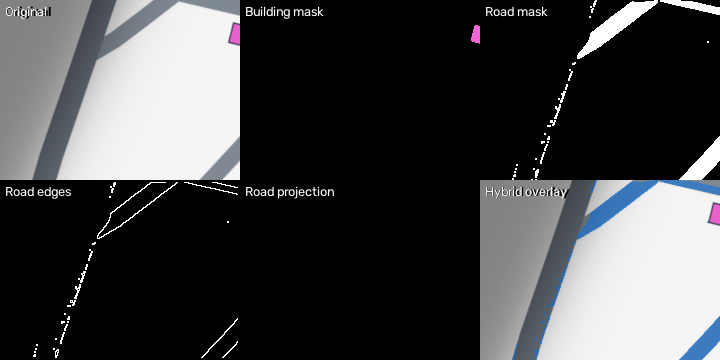 Original
Building mask
Road mask
Road edges
Road projection
Hybrid overlay